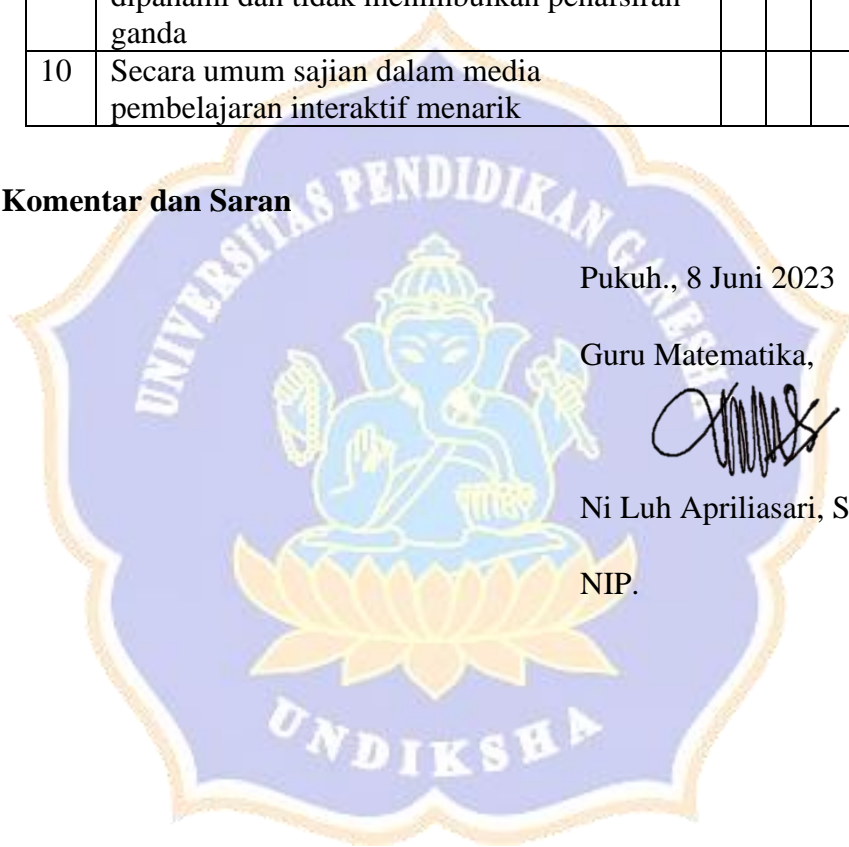 dipahami dan tidak menimbulkan penafsiran
ganda
10 Secara umum sajian dalam media
pembelajaran interaktif menarik
Komentar dan Saran
UNIVERSITAS PENDIDIKAN GANESHA
Pukuh., 8 Juni 2023
Guru Matematika,
Ni Luh Apriliasari, S
NIP.
UNDIKSHA